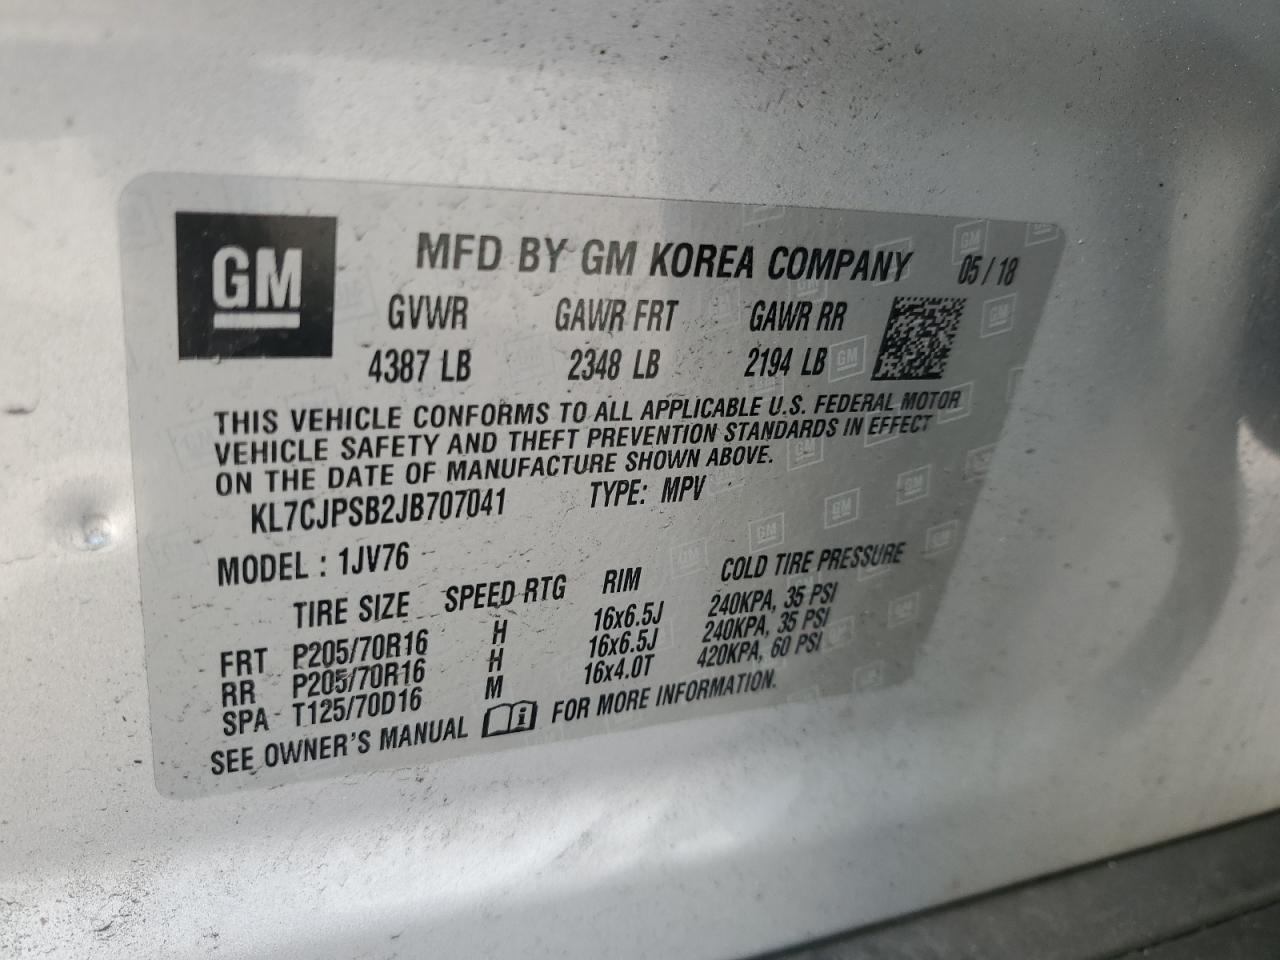 GM MFD BY GM KOREA COMPANY 05/18
GVWR GAWR FRT GAWR RR
4387 LB 2348 LB 2194 LB
THIS VEHICLE CONFORMS TO ALL APPLICABLE U.S. FEDERAL MOTOR
VEHICLE SAFETY AND THEFT PREVENTION STANDARDS IN EFFECT
ON THE DATE OF MANUFACTURE SHOWN ABOVE.
KL7CJPSB2JB707041 TYPE: MPV
MODEL : 1JV76
TIRE SIZE SPEED RTG RIM COLD TIRE PRESSURE
FRT P205/70R16 H 16x6.5J 240KPA, 35 PSI
RR P205/70R16 H 16x6.5J 240KPA, 35 PSI
SPA T125/70D16 M 16x4.0T 420KPA, 60 PSI
SEE OWNER'S MANUAL FOR MORE INFORMATION.